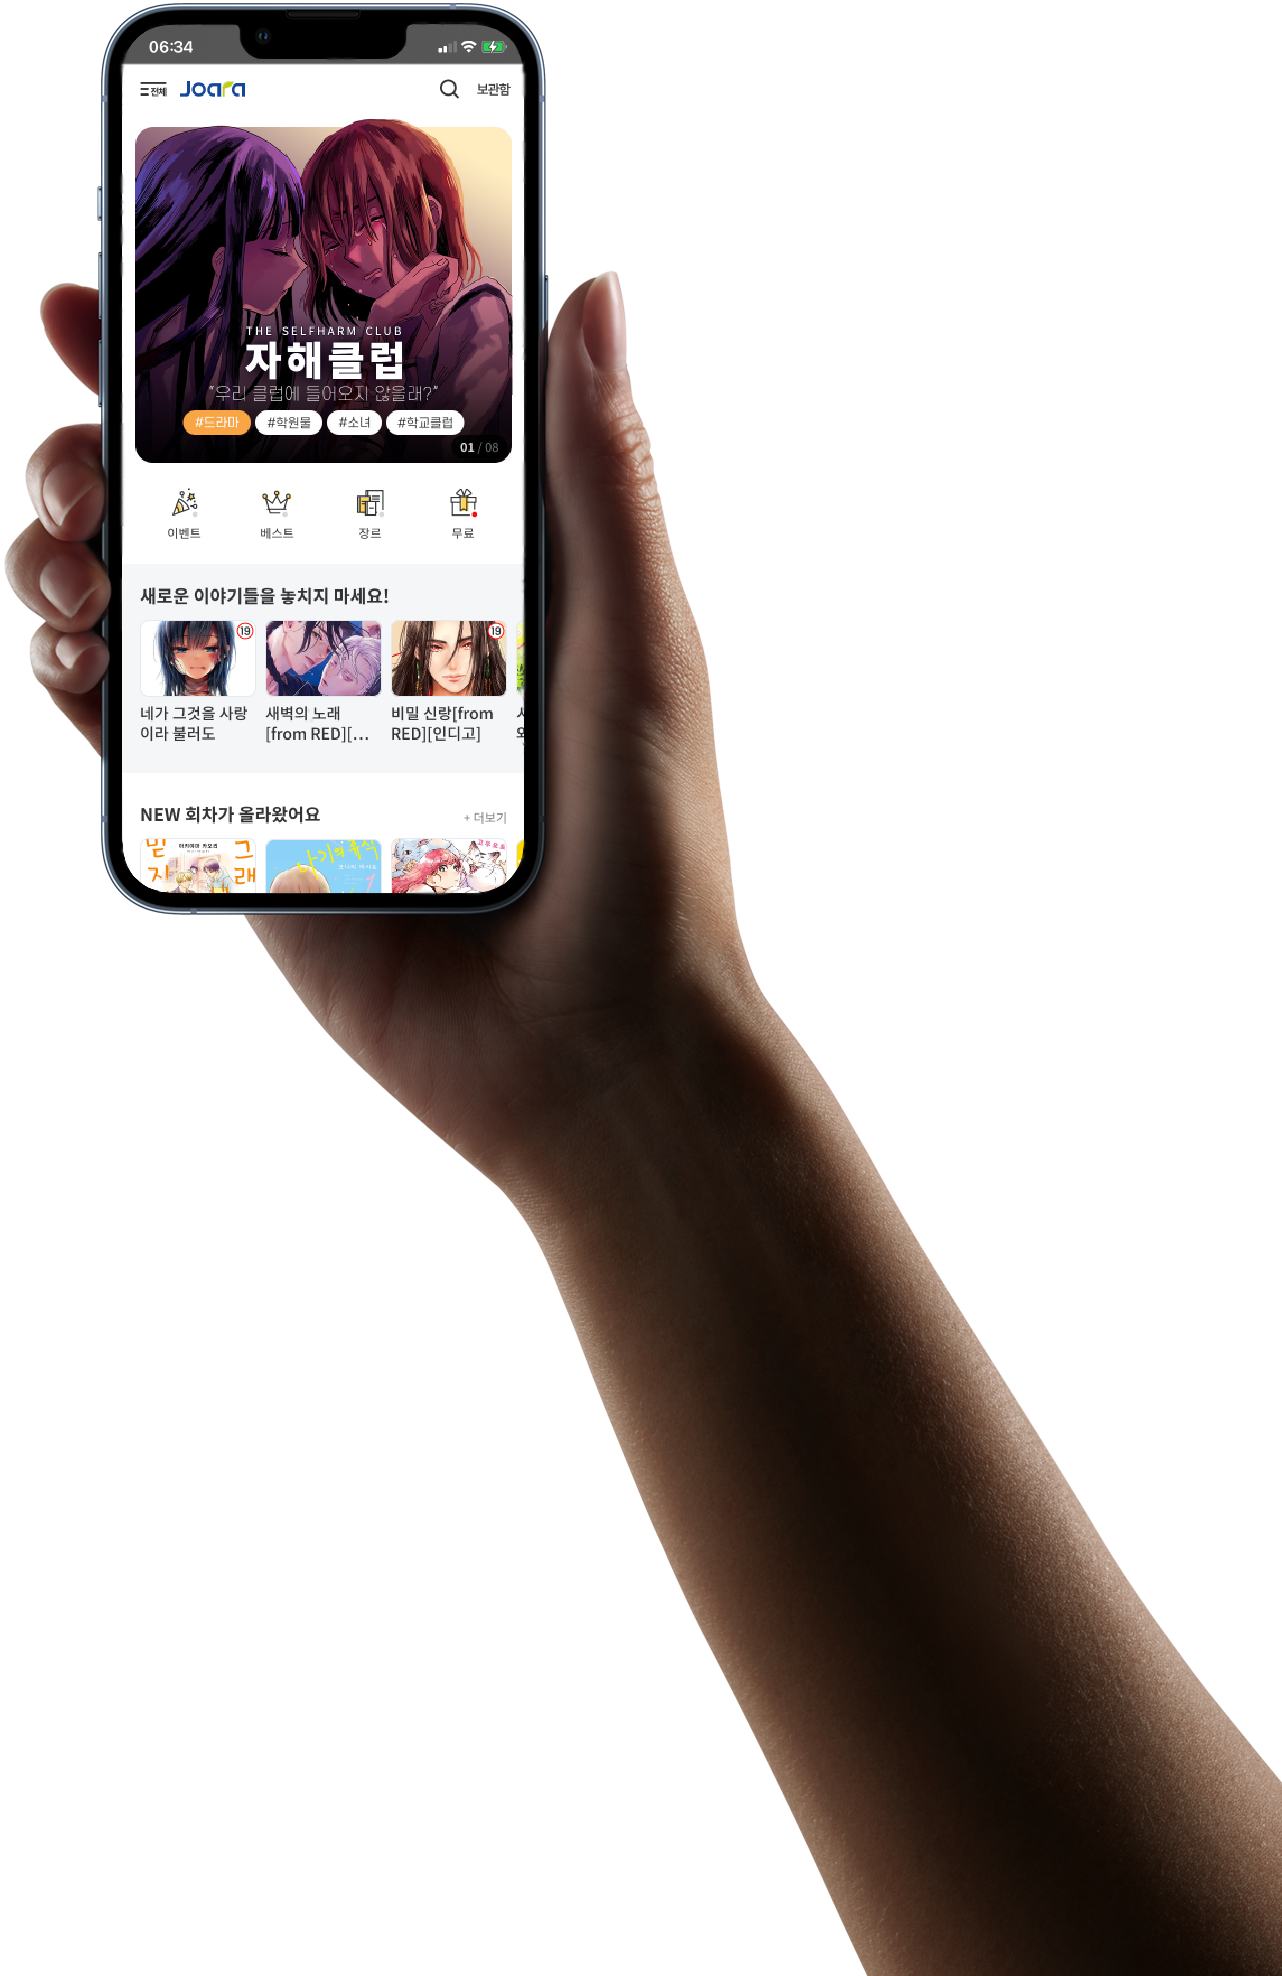 06:34
전체 Joara 보관함
THE SELFHARM CLUB
자해클럽
“우리 클럽에 들어오지 않을래?”
#드라마 #학원물 #소녀 #학교클럽
01 / 08
이벤트 베스트 장르 무료
새로운 이야기들을 놓치지 마세요!
19 19
네가 그것을 사랑 새벽의 노래 비밀 신랑[from
이라 불러도 [from RED][... RED][인디고]
NEW 회차가 올라왔어요 + 더보기